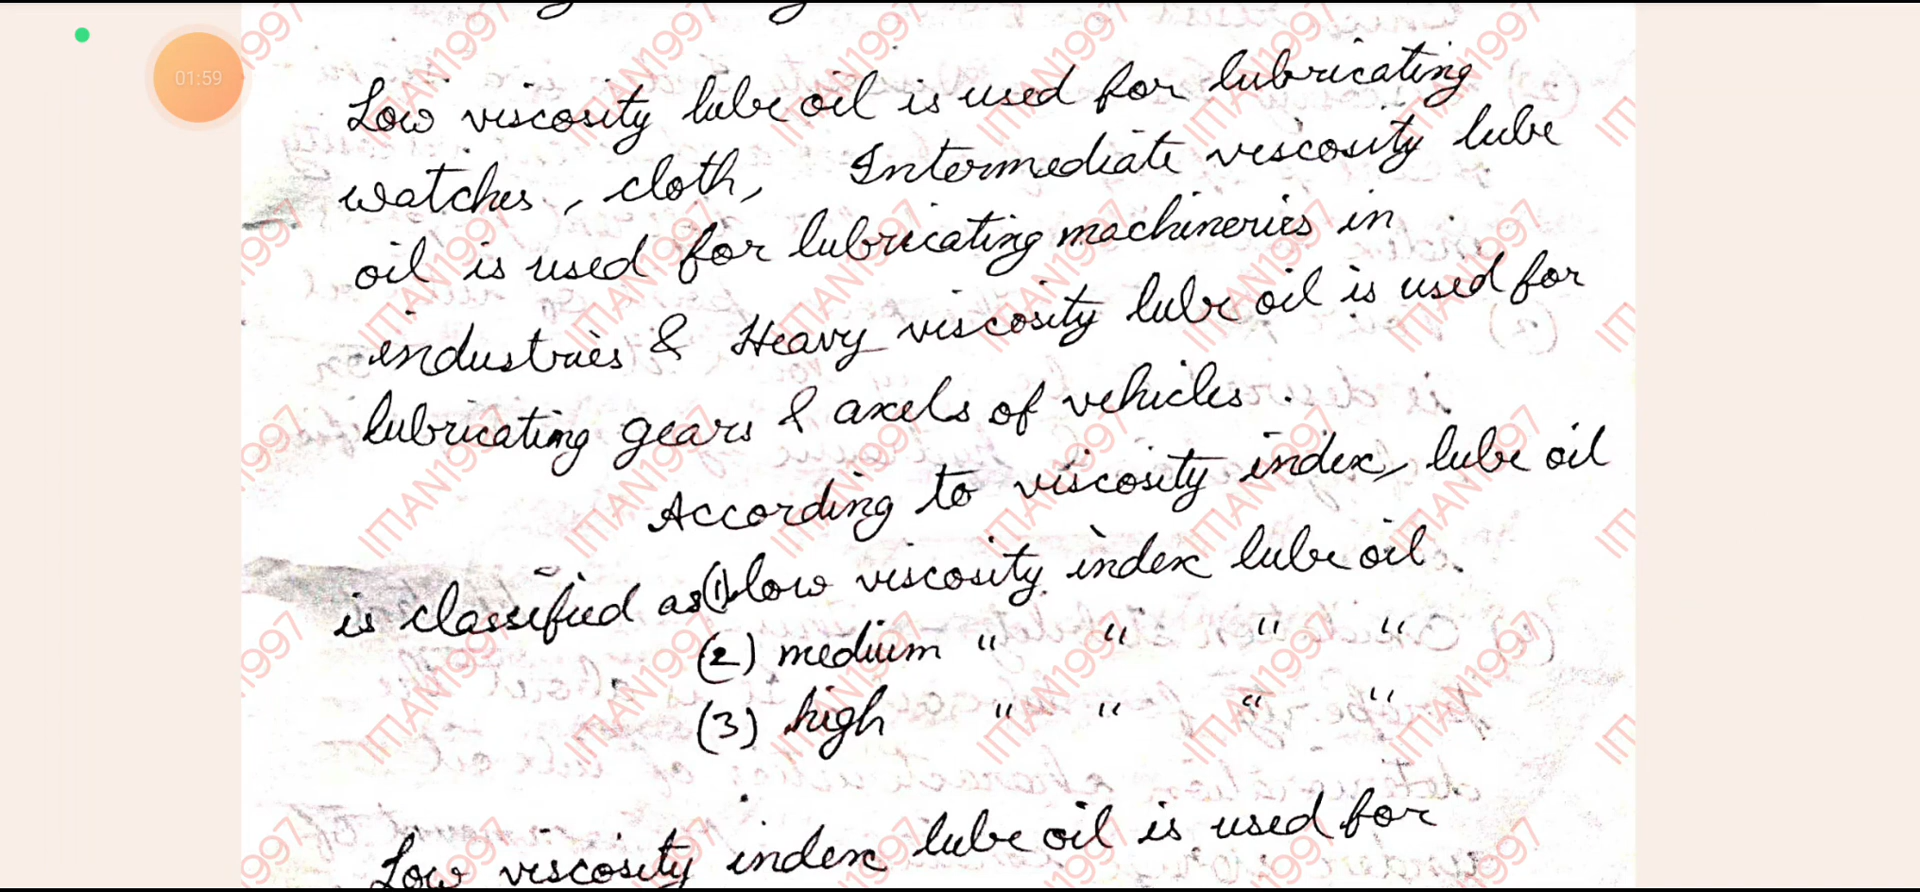 01:59
Low viscosity lube oil is used for lubricating
watches, cloth, Intermediate viscosity lube
oil is used for lubricating machineries in
industries & Heavy viscosity lube oil is used for
lubricating gears & axels of vehicles.
According to viscosity index, lube oil
is classified as (1) low viscosity index lube oil.
(2) medium " " " "
(3) high " " " "
Low viscosity index lube oil is used for
IMAN1997